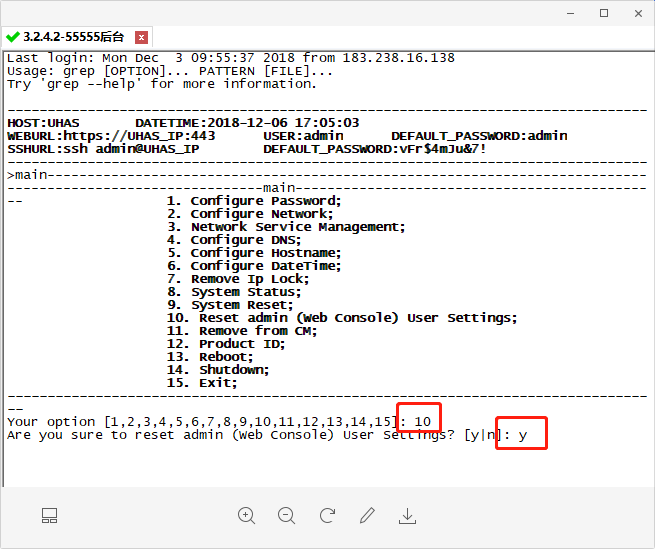 3.2.4.2-55555后台
Last login: Mon Dec  3 09:55:37 2018 from 183.238.16.138
Usage: grep [OPTION]... PATTERN [FILE]...
Try 'grep --help' for more information.
--------------------------------------------------------------------------------
HOST:UHAS       DATETIME:2018-12-06 17:05:03
WEBURL:https://UHAS_IP:443      USER:admin      DEFAULT_PASSWORD:admin
SSHURL:ssh admin@UHAS_IP        DEFAULT_PASSWORD:vFr$4mJu&7!
--------------------------------------------------------------------------------
>main---------------------------------------------------------------------------
--------------------------------main--------------------------------------------
--                  1. Configure Password;
2. Configure Network;
3. Network Service Management;
4. Configure DNS;
5. Configure Hostname;
6. Configure DateTime;
7. Remove Ip Lock;
8. System Status;
9. System Reset;
10. Reset admin (Web Console) User Settings;
11. Remove from CM;
12. Product ID;
13. Reboot;
14. Shutdown;
15. Exit;
--------------------------------------------------------------------------------
--
Your option [1,2,3,4,5,6,7,8,9,10,11,12,13,14,15]: 10
Are you sure to reset admin (Web Console) User Settings? [y|n]: y